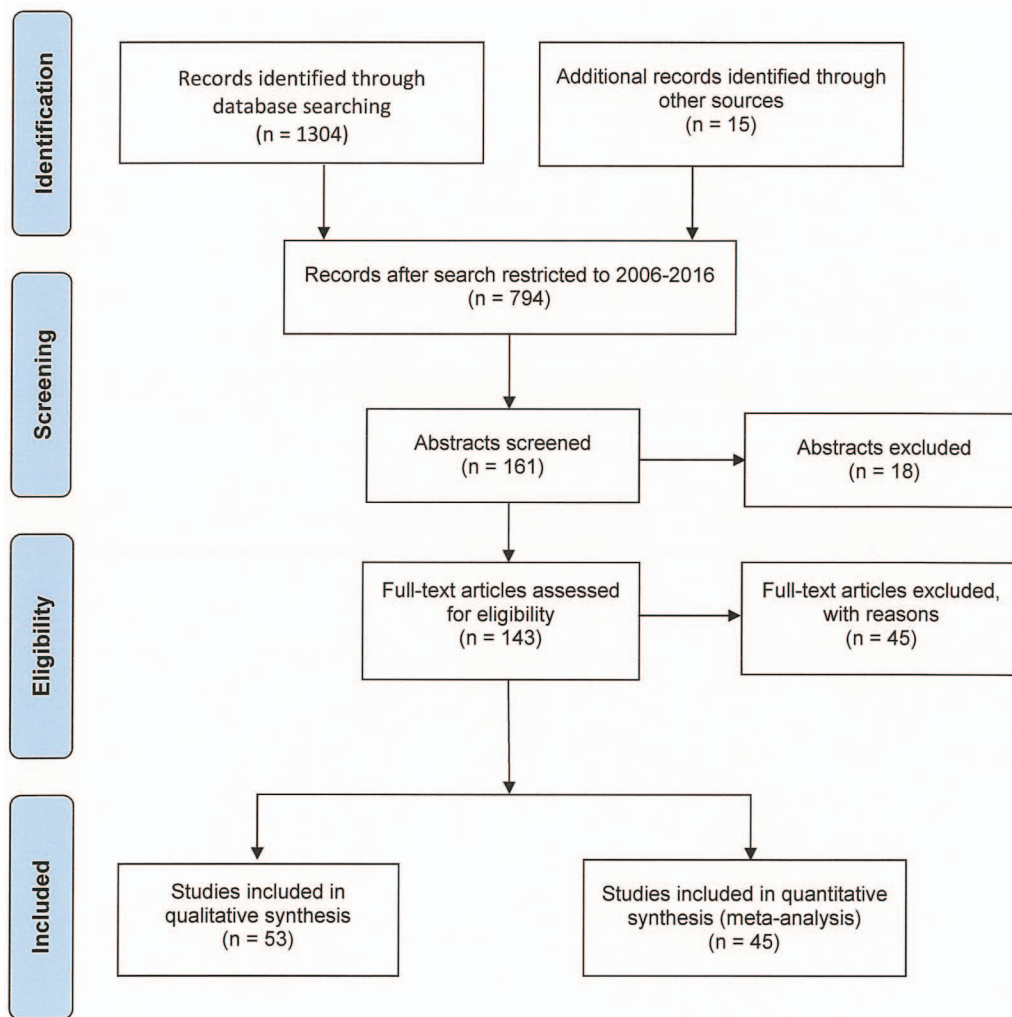 Identification
Records identified through
database searching
(n = 1304)
Additional records identified through
other sources
(n = 15)
Screening
Records after search restricted to 2006-2016
(n = 794)
Abstracts screened
(n = 161)
Abstracts excluded
(n = 18)
Eligibility
Full-text articles assessed
for eligibility
(n = 143)
Full-text articles excluded,
with reasons
(n = 45)
Included
Studies included in
qualitative synthesis
(n = 53)
Studies included in quantitative
synthesis (meta-analysis)
(n = 45)